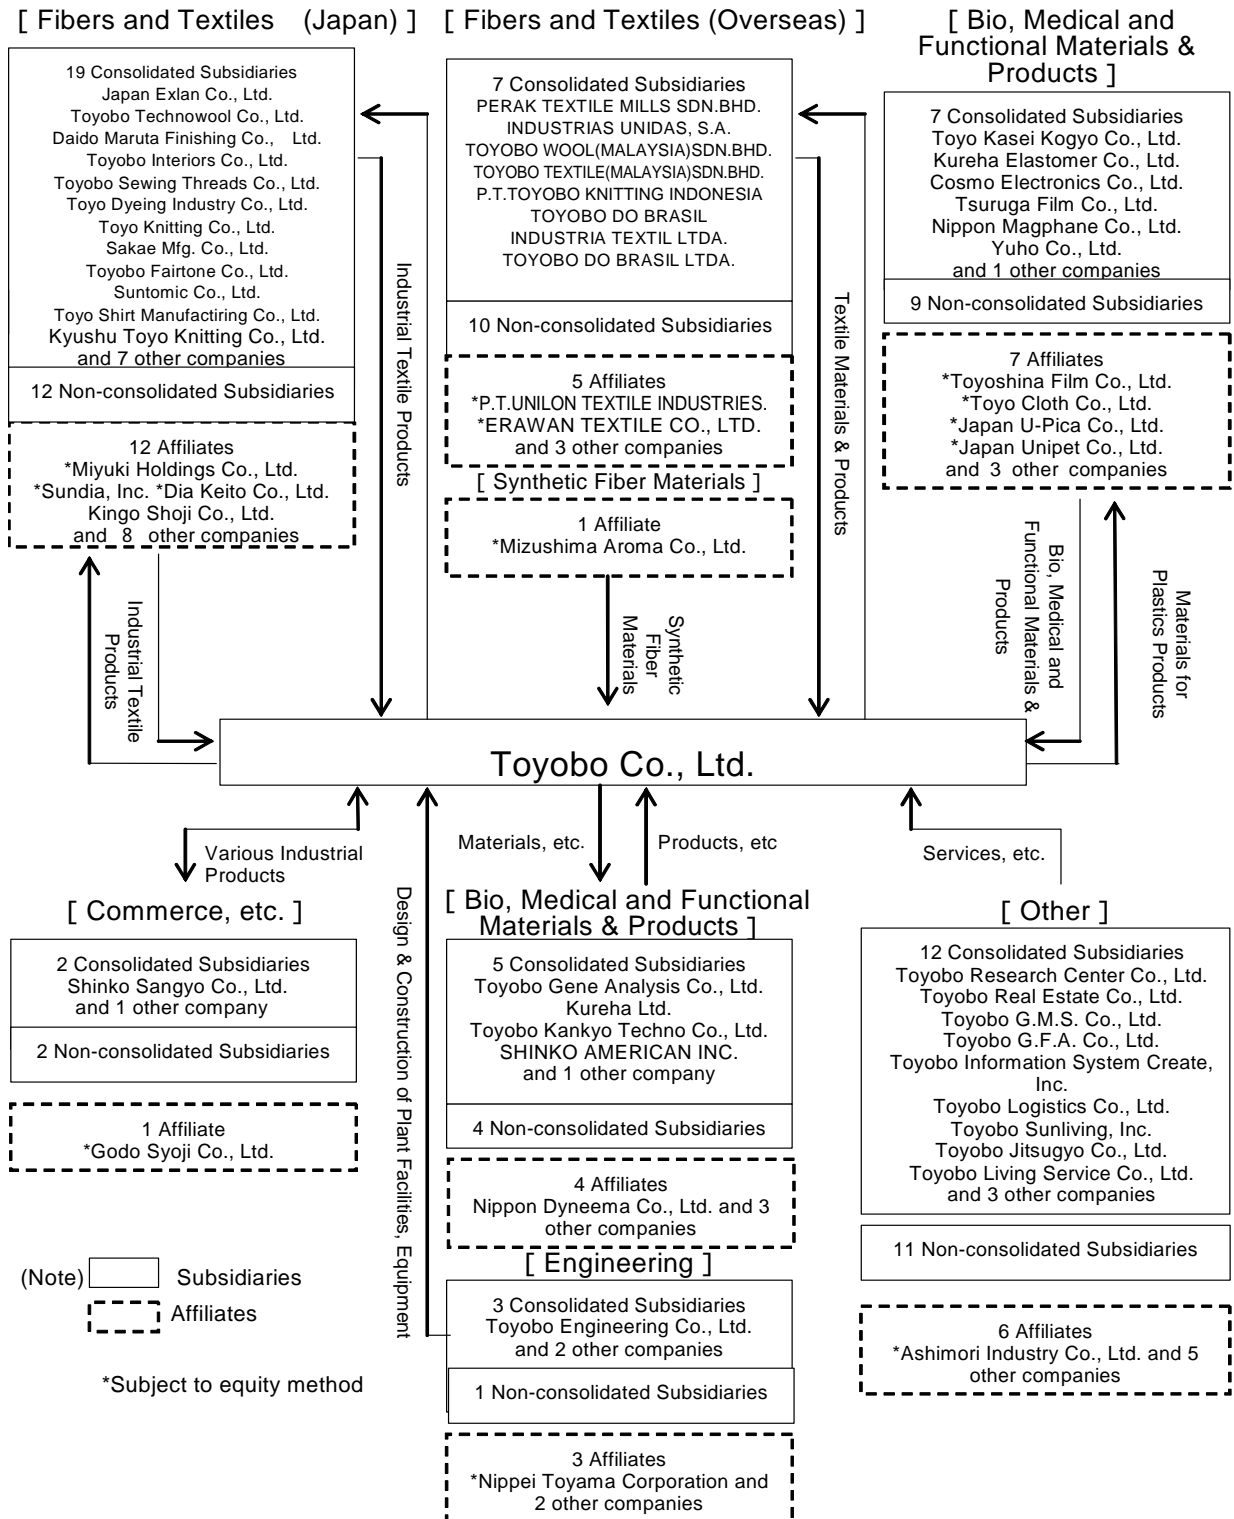 [ Fibers and Textiles (Japan) ]
19 Consolidated Subsidiaries
Japan Exlan Co., Ltd.
Toyobo Technowool Co., Ltd.
Daido Maruta Finishing Co., Ltd.
Toyobo Interiors Co., Ltd.
Toyobo Sewing Threads Co., Ltd.
Toyo Dyeing Industry Co., Ltd.
Toyo Knitting Co., Ltd.
Sakae Mfg. Co., Ltd.
Toyobo Fairtone Co., Ltd.
Suntomic Co., Ltd.
Toyo Shirt Manufactiring Co., Ltd.
Kyushu Toyo Knitting Co., Ltd.
and 7 other companies
12 Non-consolidated Subsidiaries
12 Affiliates
*Miyuki Holdings Co., Ltd.
*Sundia, Inc. *Dia Keito Co., Ltd.
Kingo Shoji Co., Ltd.
and 8 other companies
Industrial Textile
Products
Industrial Textile Products
[ Fibers and Textiles (Overseas) ]
7 Consolidated Subsidiaries
PERAK TEXTILE MILLS SDN.BHD.
INDUSTRIAS UNIDAS, S.A.
TOYOBO WOOL(MALAYSIA)SDN.BHD.
TOYOBO TEXTILE(MALAYSIA)SDN.BHD.
P.T.TOYOBO KNITTING INDONESIA
TOYOBO DO BRASIL
INDUSTRIA TEXTIL LTDA.
TOYOBO DO BRASIL LTDA.
10 Non-consolidated Subsidiaries
5 Affiliates
*P.T.UNILON TEXTILE INDUSTRIES.
*ERAWAN TEXTILE CO., LTD.
and 3 other companies
[ Synthetic Fiber Materials ]
1 Affiliate
*Mizushima Aroma Co., Ltd.
Synthetic
Fiber
Materials
Textile Materials & Products
[ Bio, Medical and
Functional Materials &
Products ]
7 Consolidated Subsidiaries
Toyo Kasei Kogyo Co., Ltd.
Kureha Elastomer Co., Ltd.
Cosmo Electronics Co., Ltd.
Tsuruga Film Co., Ltd.
Nippon Magphane Co., Ltd.
Yuho Co., Ltd.
and 1 other companies
9 Non-consolidated Subsidiaries
7 Affiliates
*Toyoshina Film Co., Ltd.
*Toyo Cloth Co., Ltd.
*Japan U-Pica Co., Ltd.
*Japan Unipet Co., Ltd.
and 3 other companies
Bio, Medical and
Functional Materials &
Products
Materials for
Plastics Products
Toyobo Co., Ltd.
Various Industrial
Products
[ Commerce, etc. ]
2 Consolidated Subsidiaries
Shinko Sangyo Co., Ltd.
and 1 other company
2 Non-consolidated Subsidiaries
1 Affiliate
*Godo Syoji Co., Ltd.
Design & Construction of Plant Facilities, Equipment
Materials, etc.
Products, etc
[ Bio, Medical and Functional
Materials & Products ]
5 Consolidated Subsidiaries
Toyobo Gene Analysis Co., Ltd.
Kureha Ltd.
Toyobo Kankyo Techno Co., Ltd.
SHINKO AMERICAN INC.
and 1 other company
4 Non-consolidated Subsidiaries
4 Affiliates
Nippon Dyneema Co., Ltd. and 3
other companies
[ Engineering ]
3 Consolidated Subsidiaries
Toyobo Engineering Co., Ltd.
and 2 other companies
1 Non-consolidated Subsidiaries
3 Affiliates
*Nippei Toyama Corporation and
2 other companies
Services, etc.
[ Other ]
12 Consolidated Subsidiaries
Toyobo Research Center Co., Ltd.
Toyobo Real Estate Co., Ltd.
Toyobo G.M.S. Co., Ltd.
Toyobo G.F.A. Co., Ltd.
Toyobo Information System Create,
Inc.
Toyobo Logistics Co., Ltd.
Toyobo Sunliving, Inc.
Toyobo Jitsugyo Co., Ltd.
Toyobo Living Service Co., Ltd.
and 3 other companies
11 Non-consolidated Subsidiaries
6 Affiliates
*Ashimori Industry Co., Ltd. and 5
other companies
(Note) Subsidiaries
Affiliates
*Subject to equity method